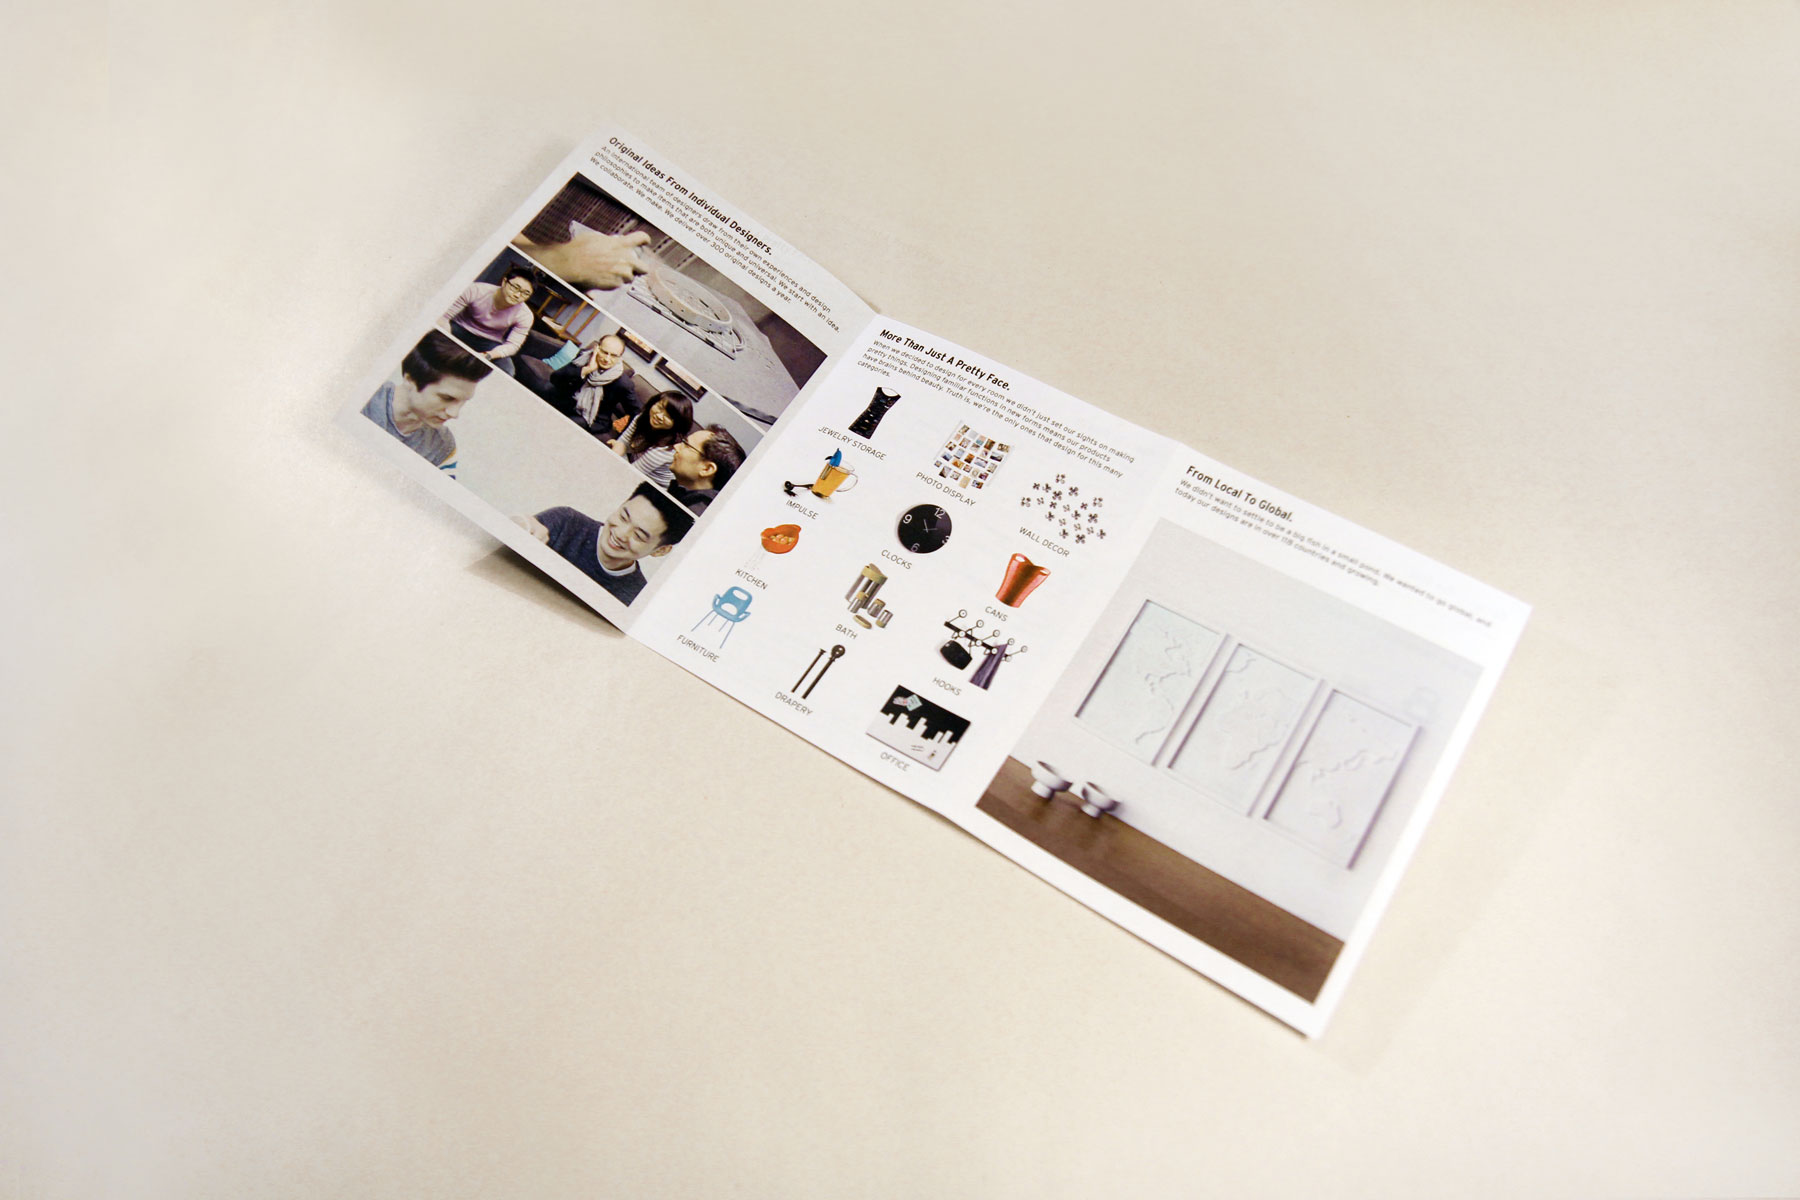 Original Ideas From Individual Designers.
An international team of designers draw from their own experiences and design
philosophies to make items that are both unique and universal. We start with an idea.
We collaborate. We make. We deliver over 300 original designs a year.
More Than Just A Pretty Face.
When we decided to design for every room we didn't just set our sights on making
pretty things. Designing familiar functions in new forms means our products
have brains behind beauty. Truth is, we're the only ones that design for this many
categories.
JEWELRY STORAGE
PHOTO DISPLAY
WALL DECOR
IMPULSE
CLOCKS
12
9
3
6
CANS
KITCHEN
BATH
HOOKS
FURNITURE
DRAPERY
OFFICE
From Local To Global.
We didn't want to settle to be a big fish in a small pond. We wanted to go global, and
today our designs are in over 118 countries and growing.